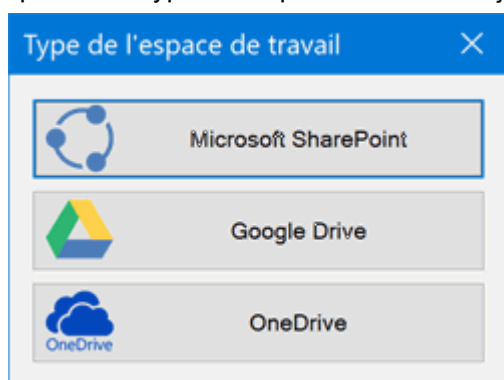 Type de l'espace de travail
Microsoft SharePoint
Google Drive
OneDrive
OneDrive